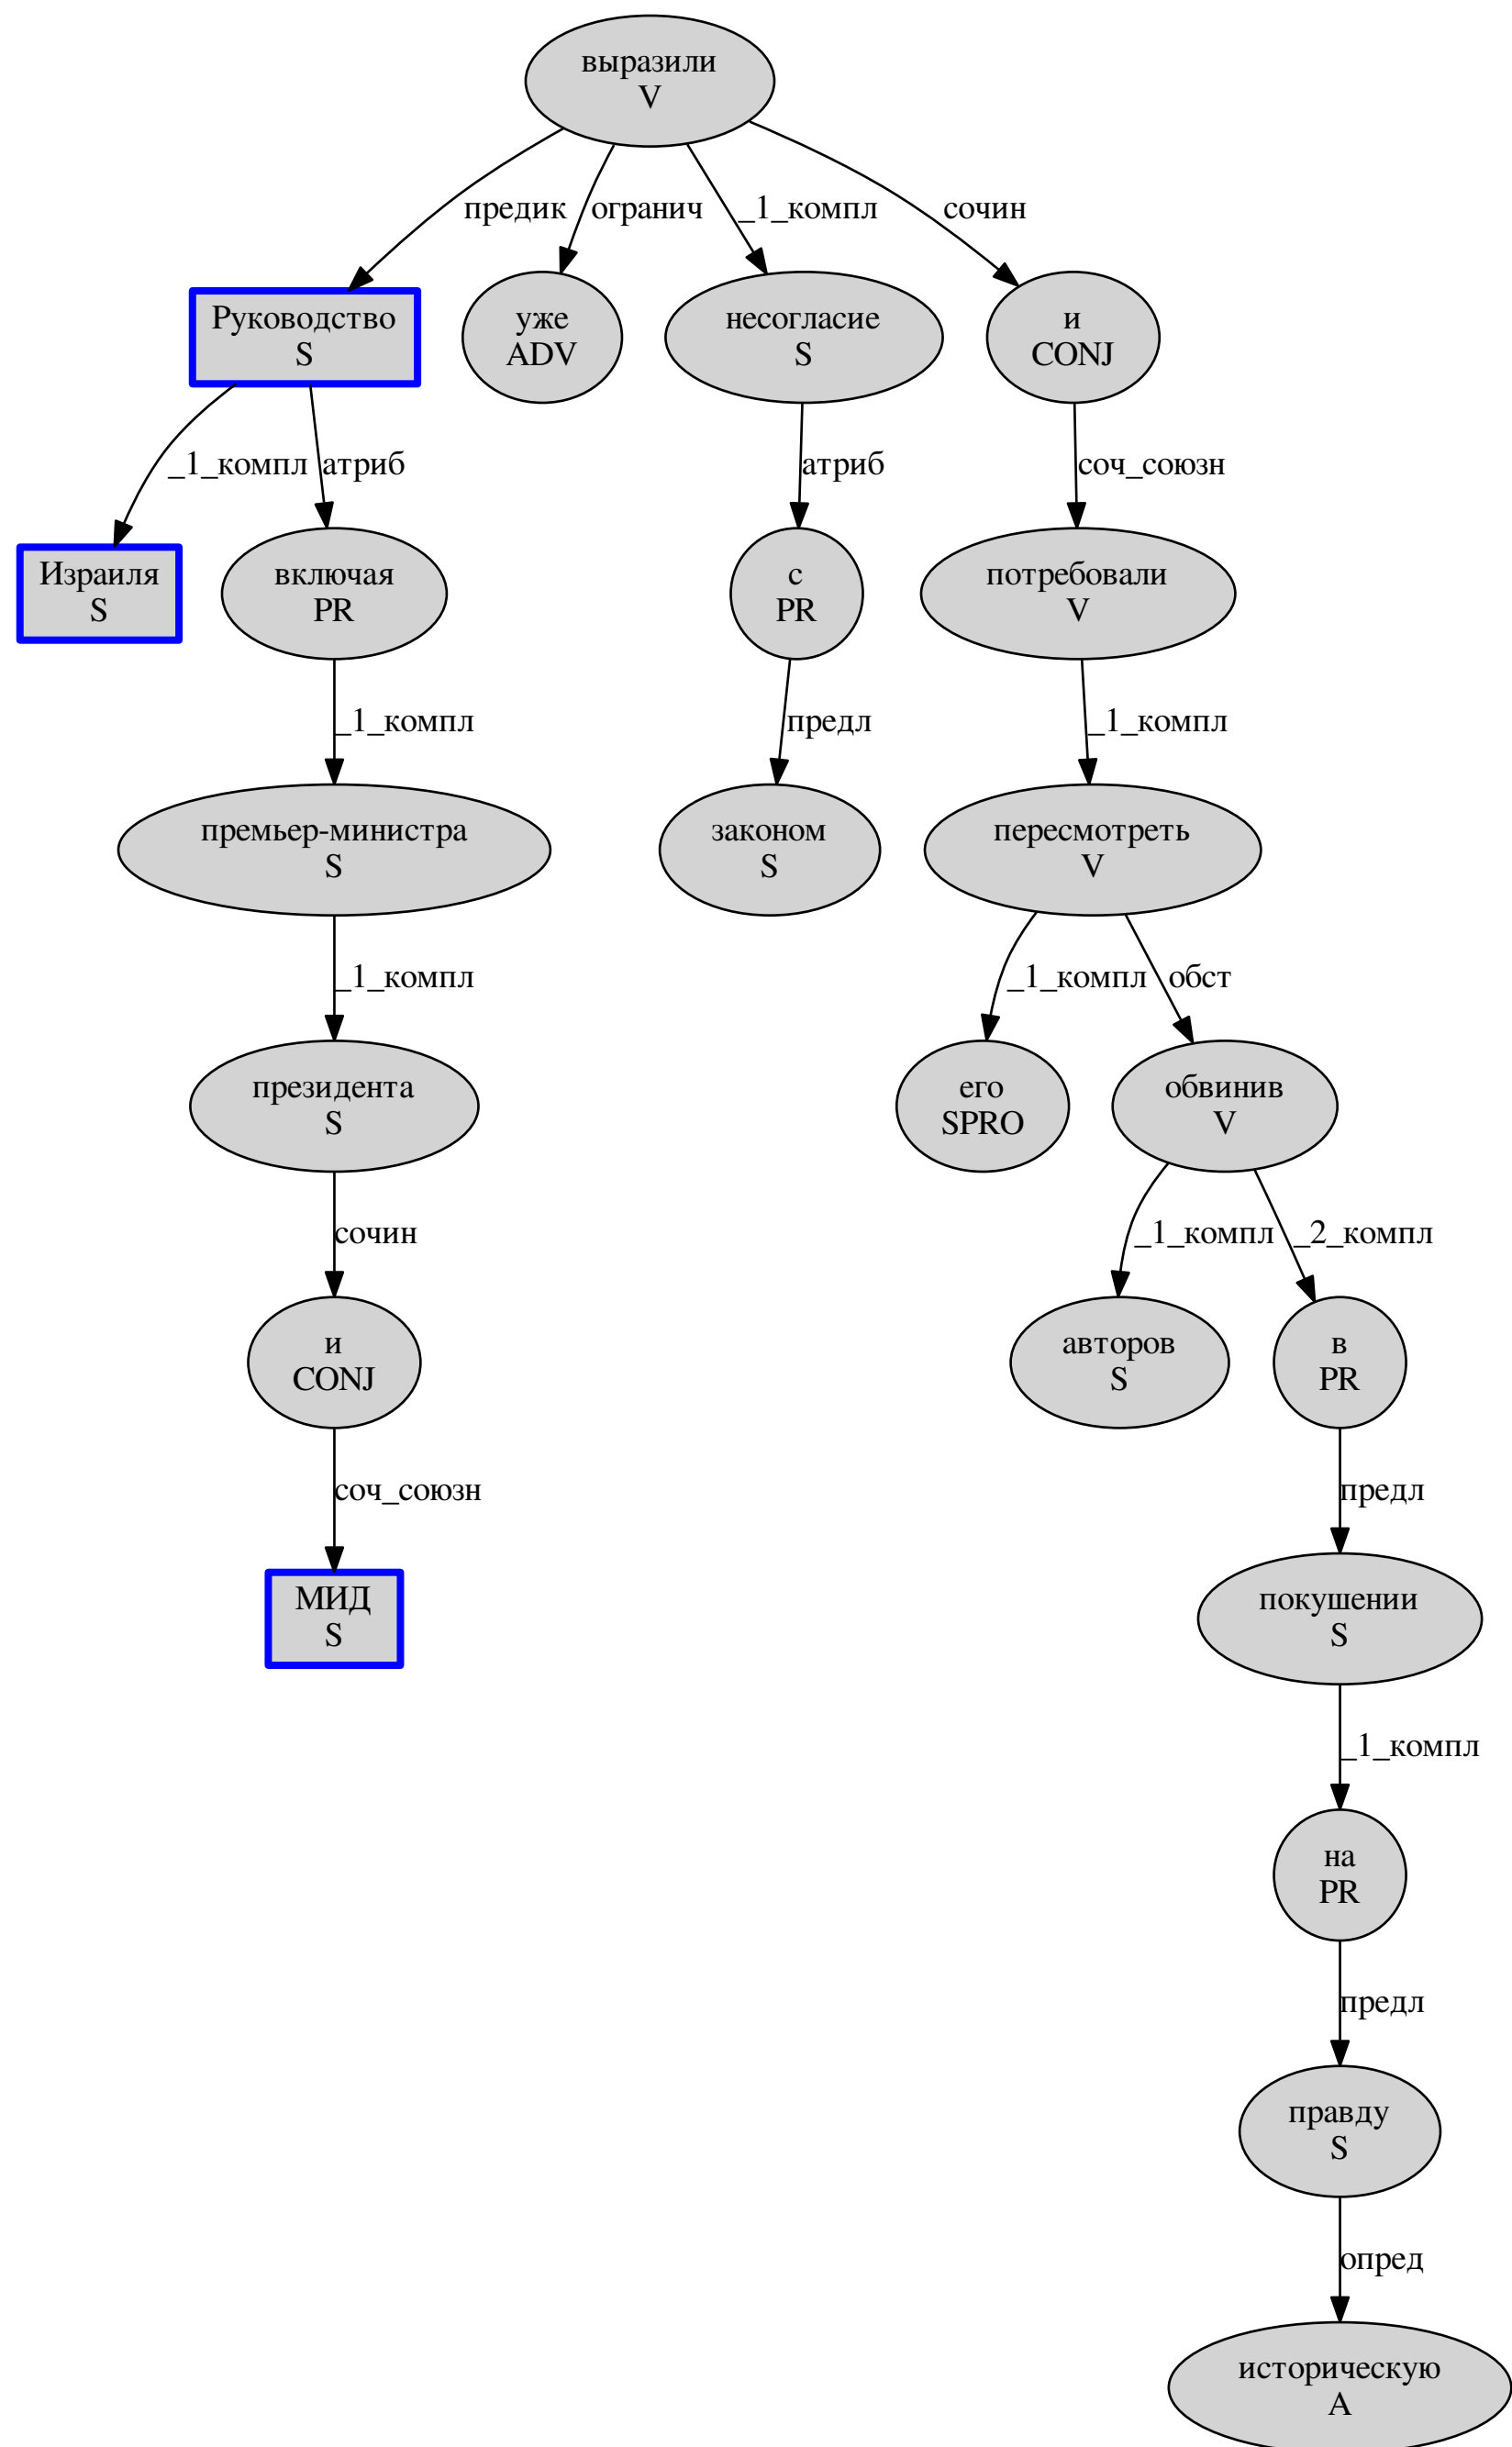 выразили
V
предик
огранич
_1_компл
сочин
Руководство
S
уже
ADV
несогласие
S
и
CONJ
_1_компл
атриб
атриб
соч_союзн
Израиля
S
включая
PR
с
PR
потребовали
V
_1_компл
предл
_1_компл
премьер-министра
S
законом
S
пересмотреть
V
_1_компл
_1_компл
обст
президента
S
его
SPRO
обвинив
V
сочин
_1_компл
_2_компл
и
CONJ
авторов
S
в
PR
соч_союзн
предл
МИД
S
покушении
S
_1_компл
на
PR
предл
правду
S
опред
историческую
A